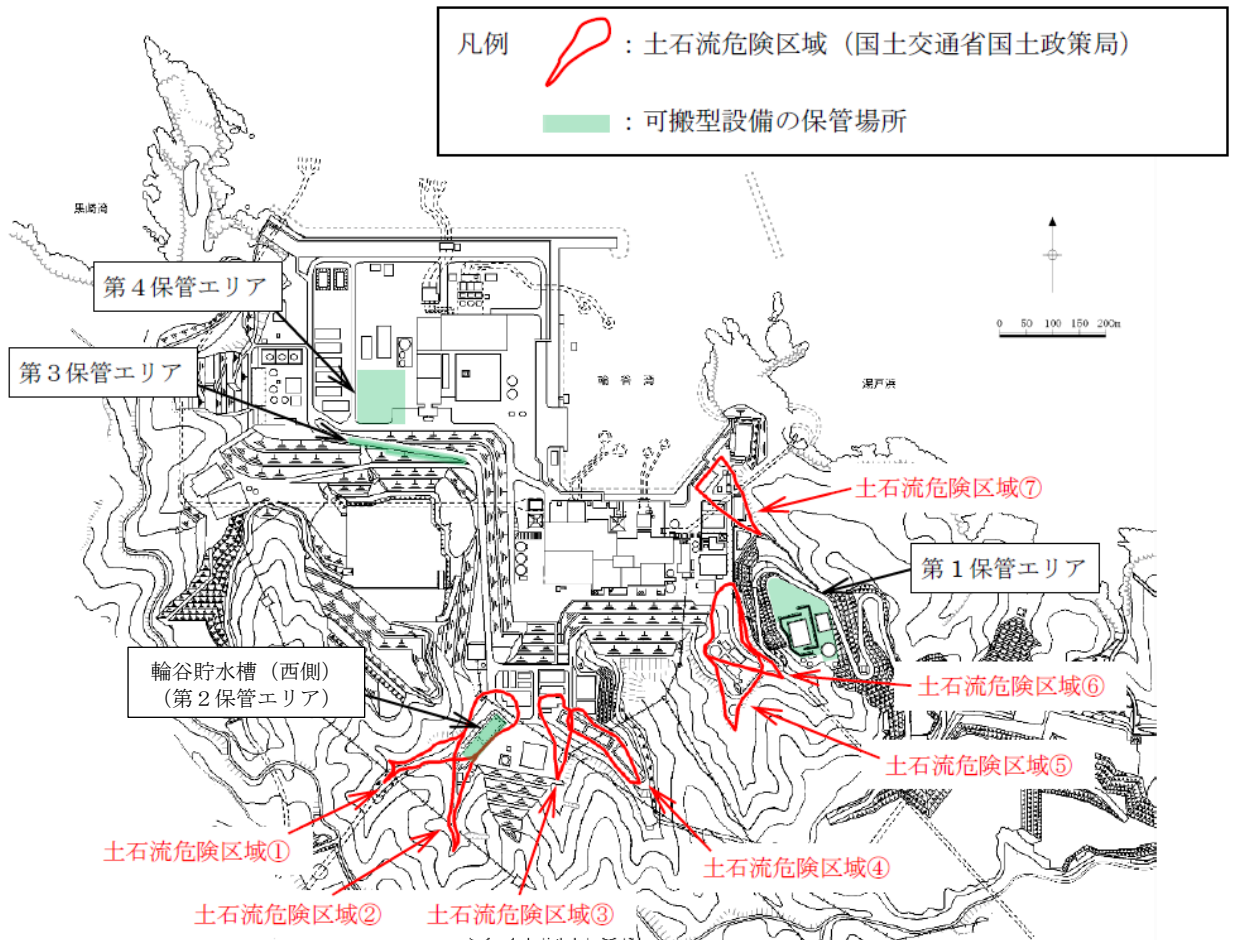 凡例
：土石流危険区域（国土交通省国土政策局）
：可搬型設備の保管場所
黒崎湾
第４保管エリア
第３保管エリア
0 50 100 150 200m
輪谷湾
湯戸浜
土石流危険区域⑦
第１保管エリア
輪谷貯水槽（西側）
（第２保管エリア）
土石流危険区域⑥
土石流危険区域⑤
土石流危険区域①
土石流危険区域④
土石流危険区域②
土石流危険区域③